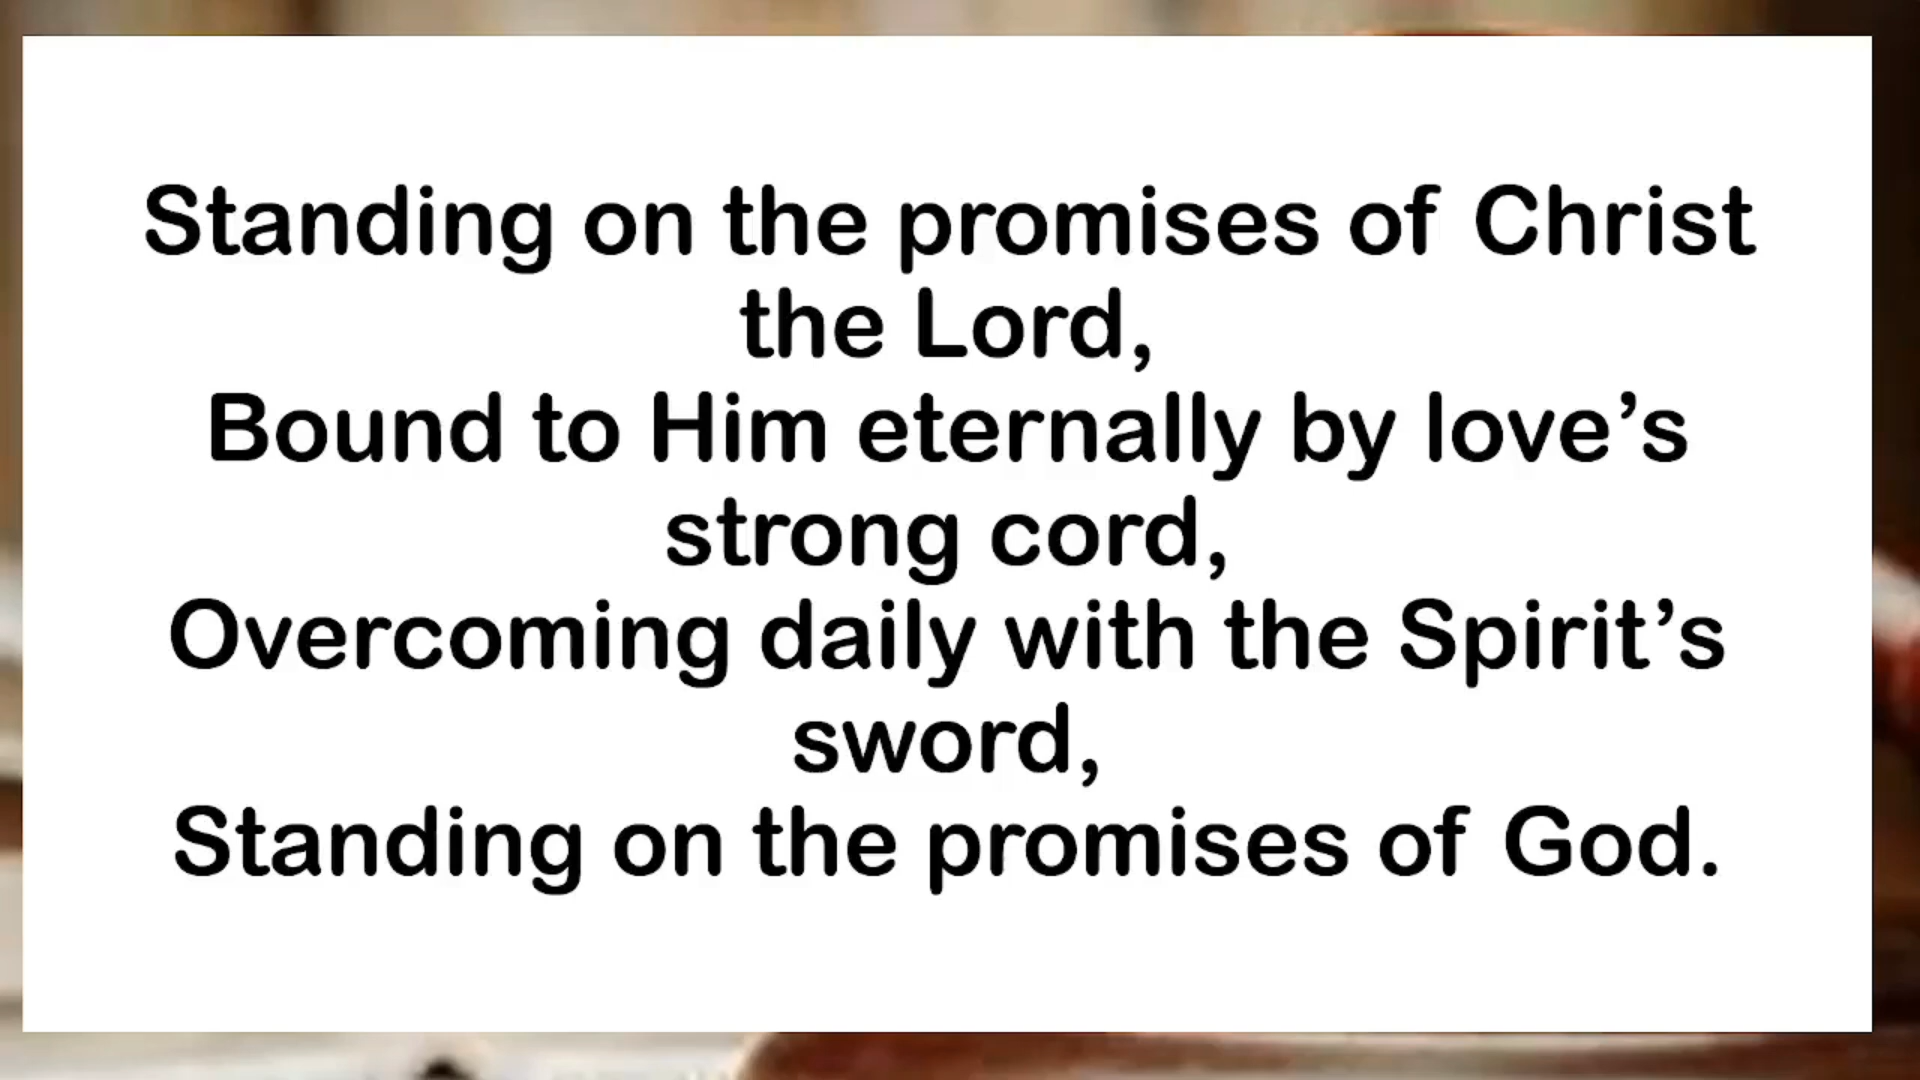 Standing on the promises of Christ
the Lord,
Bound to Him eternally by love’s
strong cord,
Overcoming daily with the Spirit’s
sword,
Standing on the promises of God.